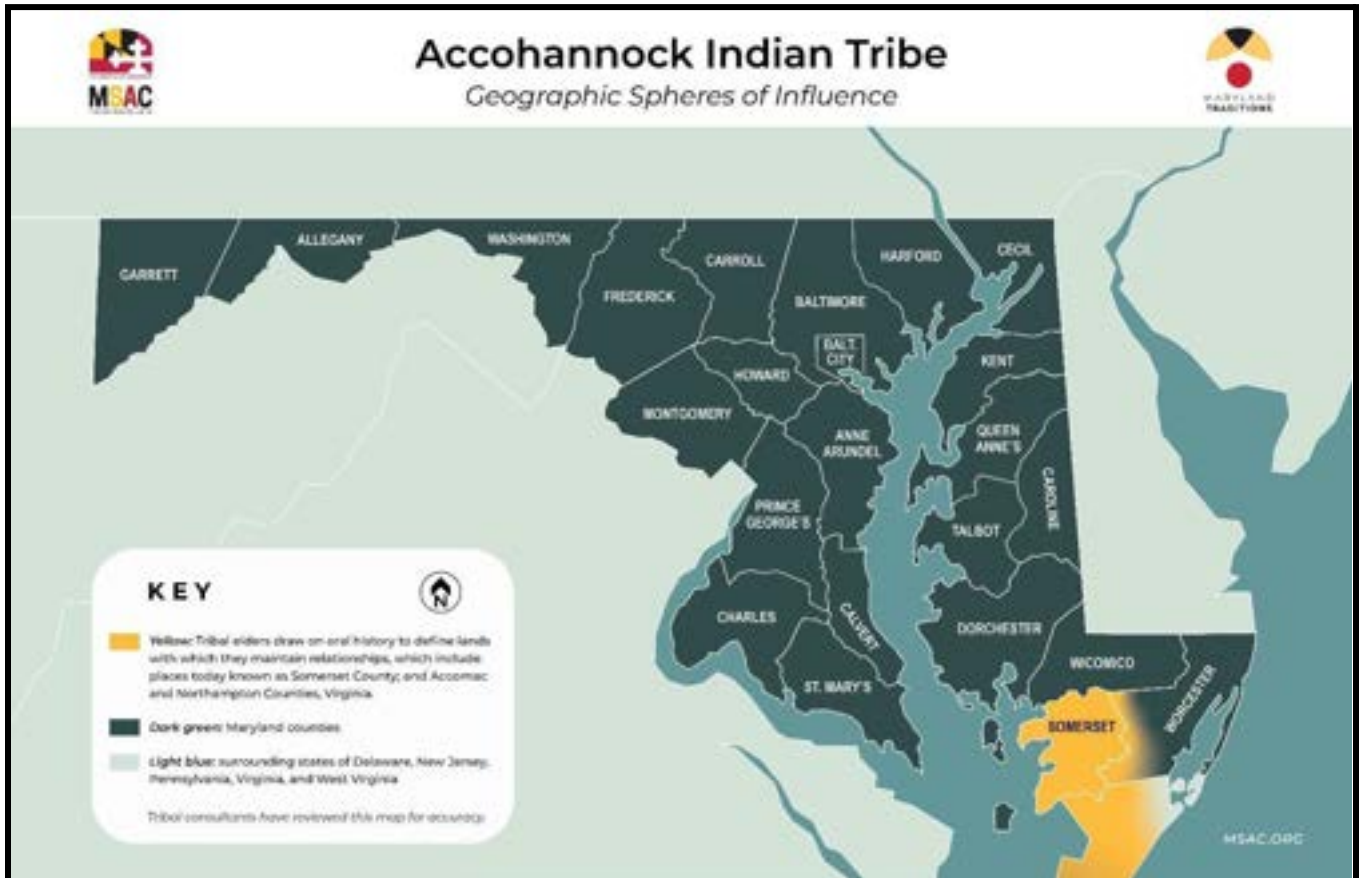 MSAC
Accohannock Indian Tribe
Geographic Spheres of Influence
MARYLAND
TRADITIONS
GARRETT
ALLEGANY
WASHINGTON
FREDERICK
CARROLL
BALTIMORE
HARFORD
CECIL
BALT.
CITY
HOWARD
KENT
MONTGOMERY
ANNE
ARUNDEL
QUEEN
ANNE'S
CAROLINE
PRINCE
GEORGE'S
TALBOT
CHARLES
CALVERT
DORCHESTER
ST. MARY'S
WICOMICO
WORCESTER
SOMERSET
KEY
N
Yellow: Tribal elders draw on oral history to define lands
with which they maintain relationships, which include
places today known as Somerset County; and Accomac
and Northampton Counties, Virginia.
Dark green: Maryland counties
Light blue: surrounding states of Delaware, New Jersey,
Pennsylvania, Virginia, and West Virginia
Tribal consultants have reviewed this map for accuracy.
MSAC.ORG